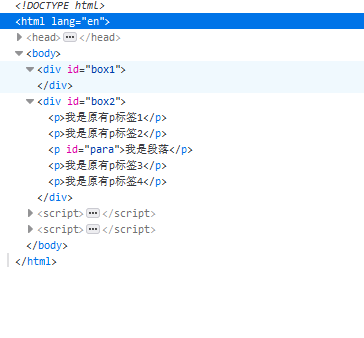 <!DOCTYPE html>
<html lang="en">
<head> ••• </head>
<body>
<div id="box1">
</div>
<div id="box2">
<p>我是原有p标签1</p>
<p>我是原有p标签2</p>
<p id="para">我是段落</p>
<p>我是原有p标签3</p>
<p>我是原有p标签4</p>
</div>
<script> ••• </script>
<script> ••• </script>
</body>
</html>